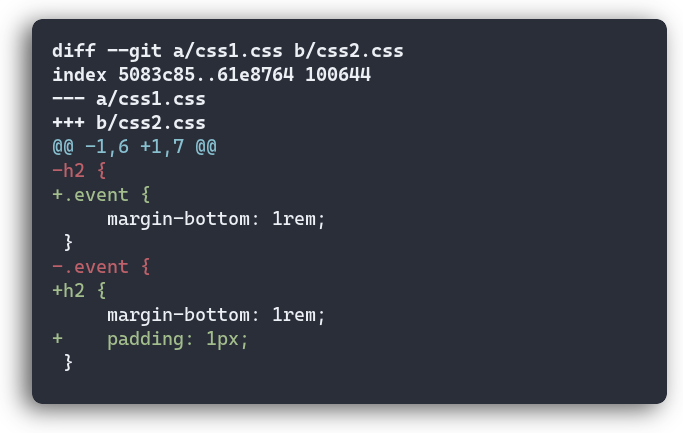 diff --git a/css1.css b/css2.css
index 5083c85..61e8764 100644
--- a/css1.css
+++ b/css2.css
@@ -1,6 +1,7 @@
-h2 {
+.event {
     margin-bottom: 1rem;
 }
-.event {
+h2 {
     margin-bottom: 1rem;
+    padding: 1px;
 }